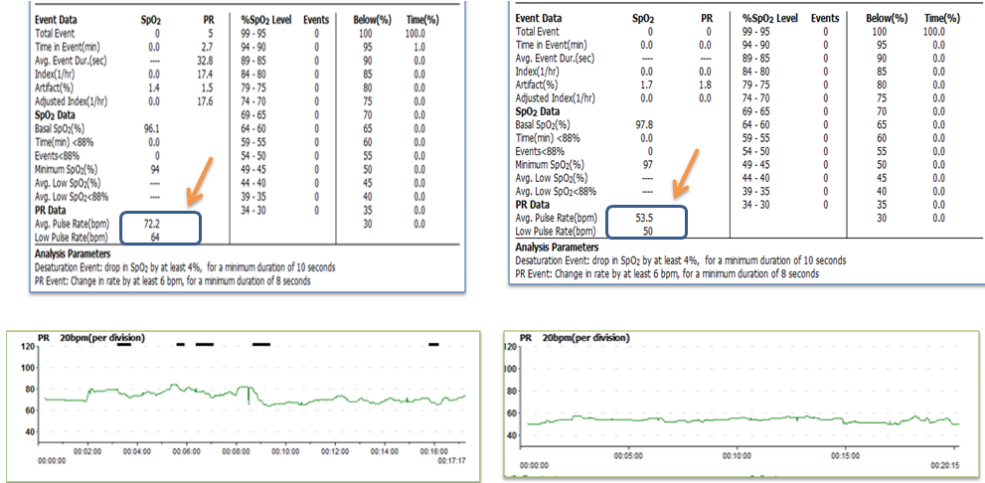 Event Data SpO2 PR %SpO2 Level Events Below(%) Time(%)
Total Event 0 5 99 - 95 0 100 100.0
Time in Event(min) 0.0 2.7 94 - 90 0 95 1.0
Avg. Event Dur.(sec) ---- 32.8 89 - 85 0 90 0.0
Index(1/hr) 0.0 17.4 84 - 80 0 85 0.0
Artifact(%) 1.4 1.5 79 - 75 0 80 0.0
Adjusted Index(1/hr) 0.0 17.6 74 - 70 0 75 0.0
SpO2 Data 69 - 65 0 70 0.0
Basal SpO2(%) 96.1 64 - 60 0 65 0.0
Time(min) <88% 0.0 59 - 55 0 60 0.0
Events<88% 0 54 - 50 0 55 0.0
Minimum SpO2(%) 94 49 - 45 0 50 0.0
Avg. Low SpO2(%) ---- 44 - 40 0 45 0.0
Avg. Low SpO2<88% ---- 39 - 35 0 40 0.0
PR Data 34 - 30 0 35 0.0
Avg. Pulse Rate(bpm) 72.2 30 0.0
Low Pulse Rate(bpm) 64
Analysis Parameters
Desaturation Event: drop in SpO2 by at least 4%, for a minimum duration of 10 seconds
PR Event: Change in rate by at least 6 bpm, for a minimum duration of 8 seconds
Event Data SpO2 PR %SpO2 Level Events Below(%) Time(%)
Total Event 0 0 99 - 95 0 100 100.0
Time in Event(min) 0.0 0.0 94 - 90 0 95 0.0
Avg. Event Dur.(sec) ---- ---- 89 - 85 0 90 0.0
Index(1/hr) 0.0 0.0 84 - 80 0 85 0.0
Artifact(%) 1.7 1.8 79 - 75 0 80 0.0
Adjusted Index(1/hr) 0.0 0.0 74 - 70 0 75 0.0
SpO2 Data 69 - 65 0 70 0.0
Basal SpO2(%) 97.8 64 - 60 0 65 0.0
Time(min) <88% 0.0 59 - 55 0 60 0.0
Events<88% 0 54 - 50 0 55 0.0
Minimum SpO2(%) 97 49 - 45 0 50 0.0
Avg. Low SpO2(%) ---- 44 - 40 0 45 0.0
Avg. Low SpO2<88% ---- 39 - 35 0 40 0.0
PR Data 34 - 30 0 35 0.0
Avg. Pulse Rate(bpm) 53.5 30 0.0
Low Pulse Rate(bpm) 50
Analysis Parameters
Desaturation Event: drop in SpO2 by at least 4%, for a minimum duration of 10 seconds
PR Event: Change in rate by at least 6 bpm, for a minimum duration of 8 seconds
PR 20bpm(per division)
120
100
80
60
40
00:02:00 00:04:00 00:06:00 00:08:00 00:10:00 00:12:00 00:14:00 00:16:00
00:00:00 00:17:17
PR 20bpm(per division)
120
100
80
60
40
00:05:00 00:10:00 00:15:00
00:00:00 00:20:15